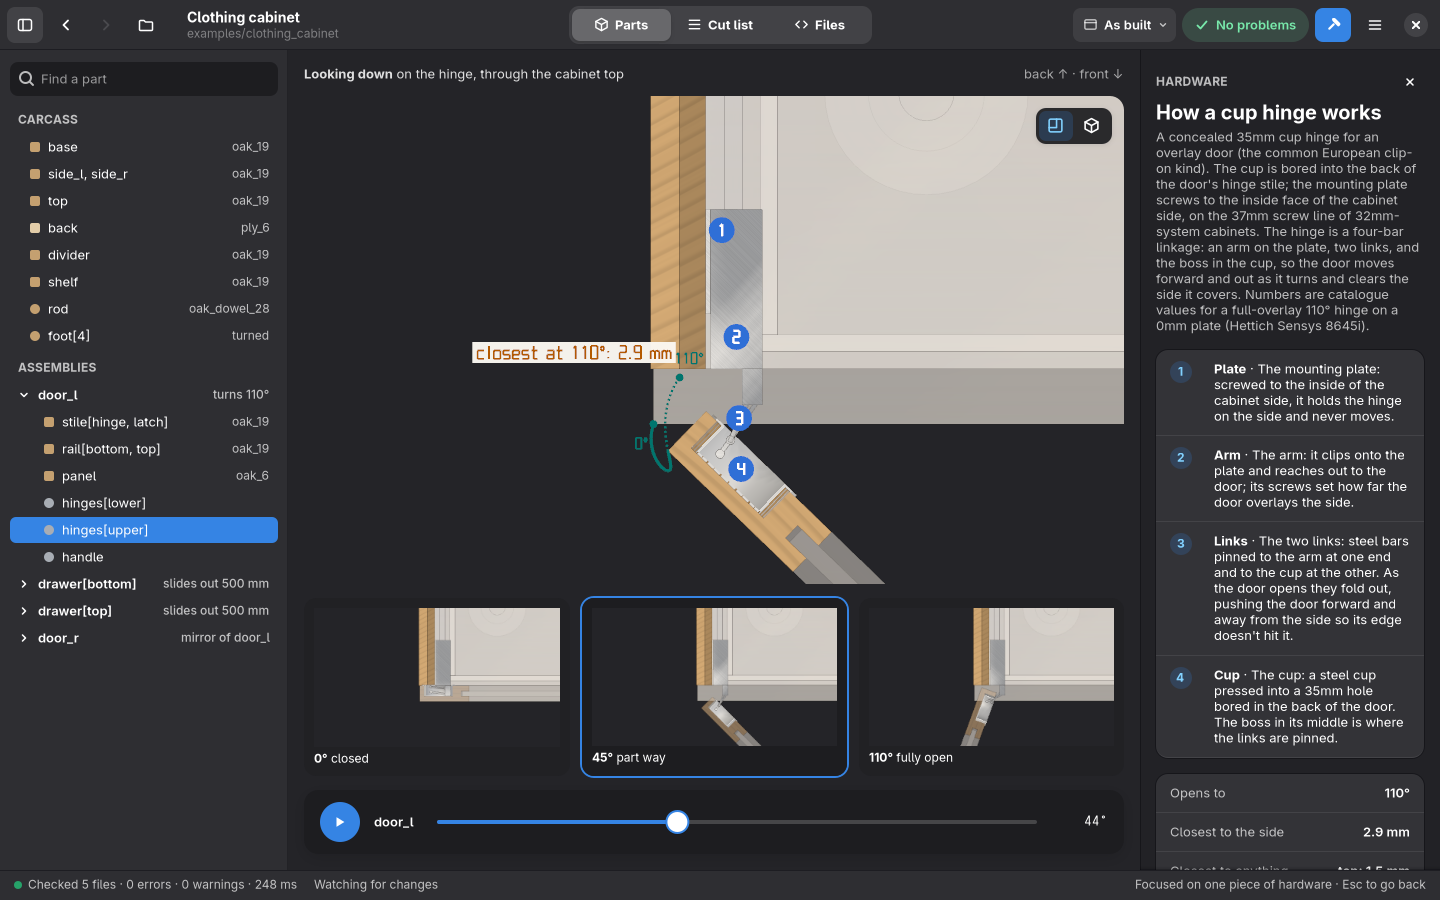 Clothing cabinet
examples/clothing_cabinet
Parts
Cut list
Files
As built
No problems
Find a part
CARCASS
base oak_19
side_l, side_r oak_19
top oak_19
back ply_6
divider oak_19
shelf oak_19
rod oak_dowel_28
foot[4] turned
ASSEMBLIES
door_l turns 110°
stile[hinge, latch] oak_19
rail[bottom, top] oak_19
panel oak_6
hinges[lower]
hinges[upper]
handle
drawer[bottom] slides out 500 mm
drawer[top] slides out 500 mm
door_r mirror of door_l
Looking down on the hinge, through the cabinet top
back ↑ · front ↓
1
2
closest at 110°: 2.9 mm
110°
3
0°
4
0° closed
45° part way
110° fully open
door_l
44°
HARDWARE
How a cup hinge works
A concealed 35mm cup hinge for an
overlay door (the common European clip-
on kind). The cup is bored into the back of
the door's hinge stile; the mounting plate
screws to the inside face of the cabinet
side, on the 37mm screw line of 32mm-
system cabinets. The hinge is a four-bar
linkage: an arm on the plate, two links, and
the boss in the cup, so the door moves
forward and out as it turns and clears the
side it covers. Numbers are catalogue
values for a full-overlay 110° hinge on a
0mm plate (Hettich Sensys 8645i).
1 Plate · The mounting plate:
screwed to the inside of the
cabinet side, it holds the hinge
on the side and never moves.
2 Arm · The arm: it clips onto the
plate and reaches out to the
door; its screws set how far the
door overlays the side.
3 Links · The two links: steel bars
pinned to the arm at one end
and to the cup at the other. As
the door opens they fold out,
pushing the door forward and
away from the side so its edge
doesn't hit it.
4 Cup · The cup: a steel cup
pressed into a 35mm hole
bored in the back of the door.
The boss in its middle is where
the links are pinned.
Opens to 110°
Closest to the side 2.9 mm
Closest to anything top: 1.5 mm
Checked 5 files · 0 errors · 0 warnings · 248 ms
Watching for changes
Focused on one piece of hardware · Esc to go back